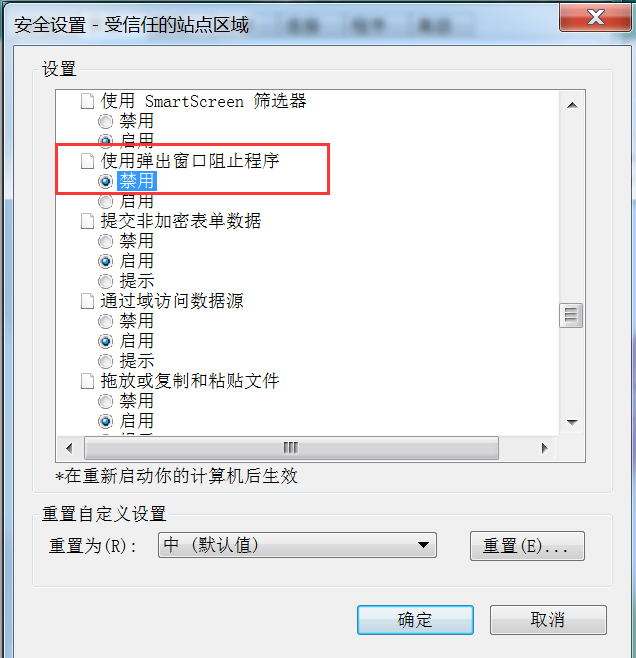 安全设置 - 受信任的站点区域
设置
使用 SmartScreen 筛选器
禁用
启用
使用弹出窗口阻止程序
禁用
启用
提交非加密表单数据
禁用
启用
提示
通过域访问数据源
禁用
启用
提示
拖放或复制和粘贴文件
禁用
启用
*在重新启动你的计算机后生效
重置自定义设置
重置为(R): 中 (默认值) 重置(E)...
确定 取消